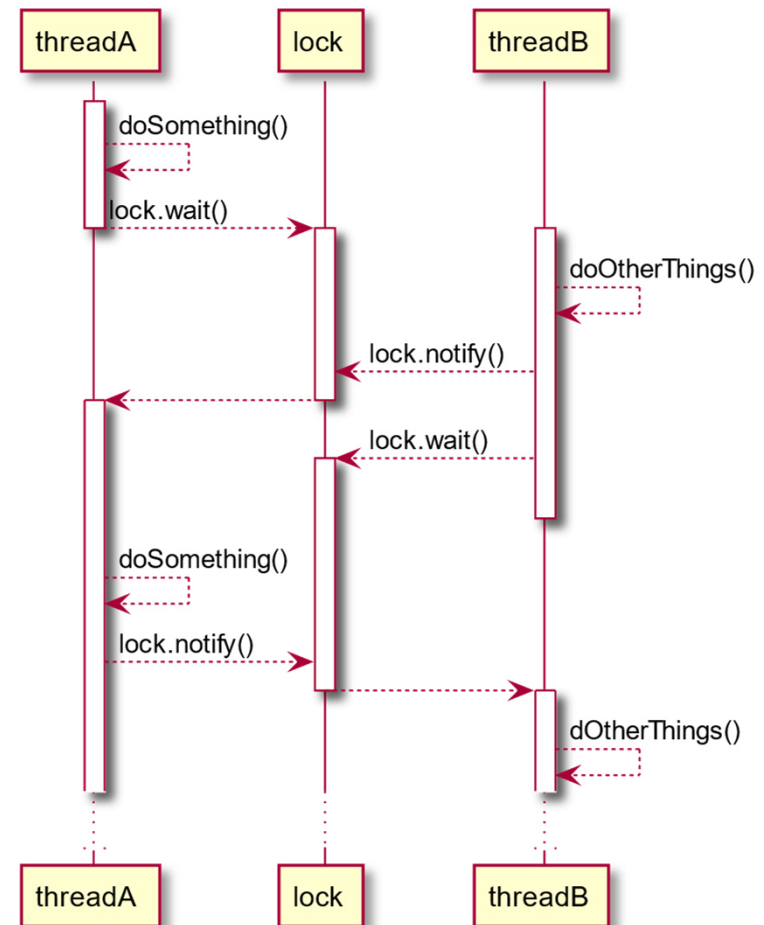 threadA
lock
threadB
doSomething()
lock.wait()
doOtherThings()
lock.notify()
lock.wait()
doSomething()
lock.notify()
dOtherThings()
threadA
lock
threadB